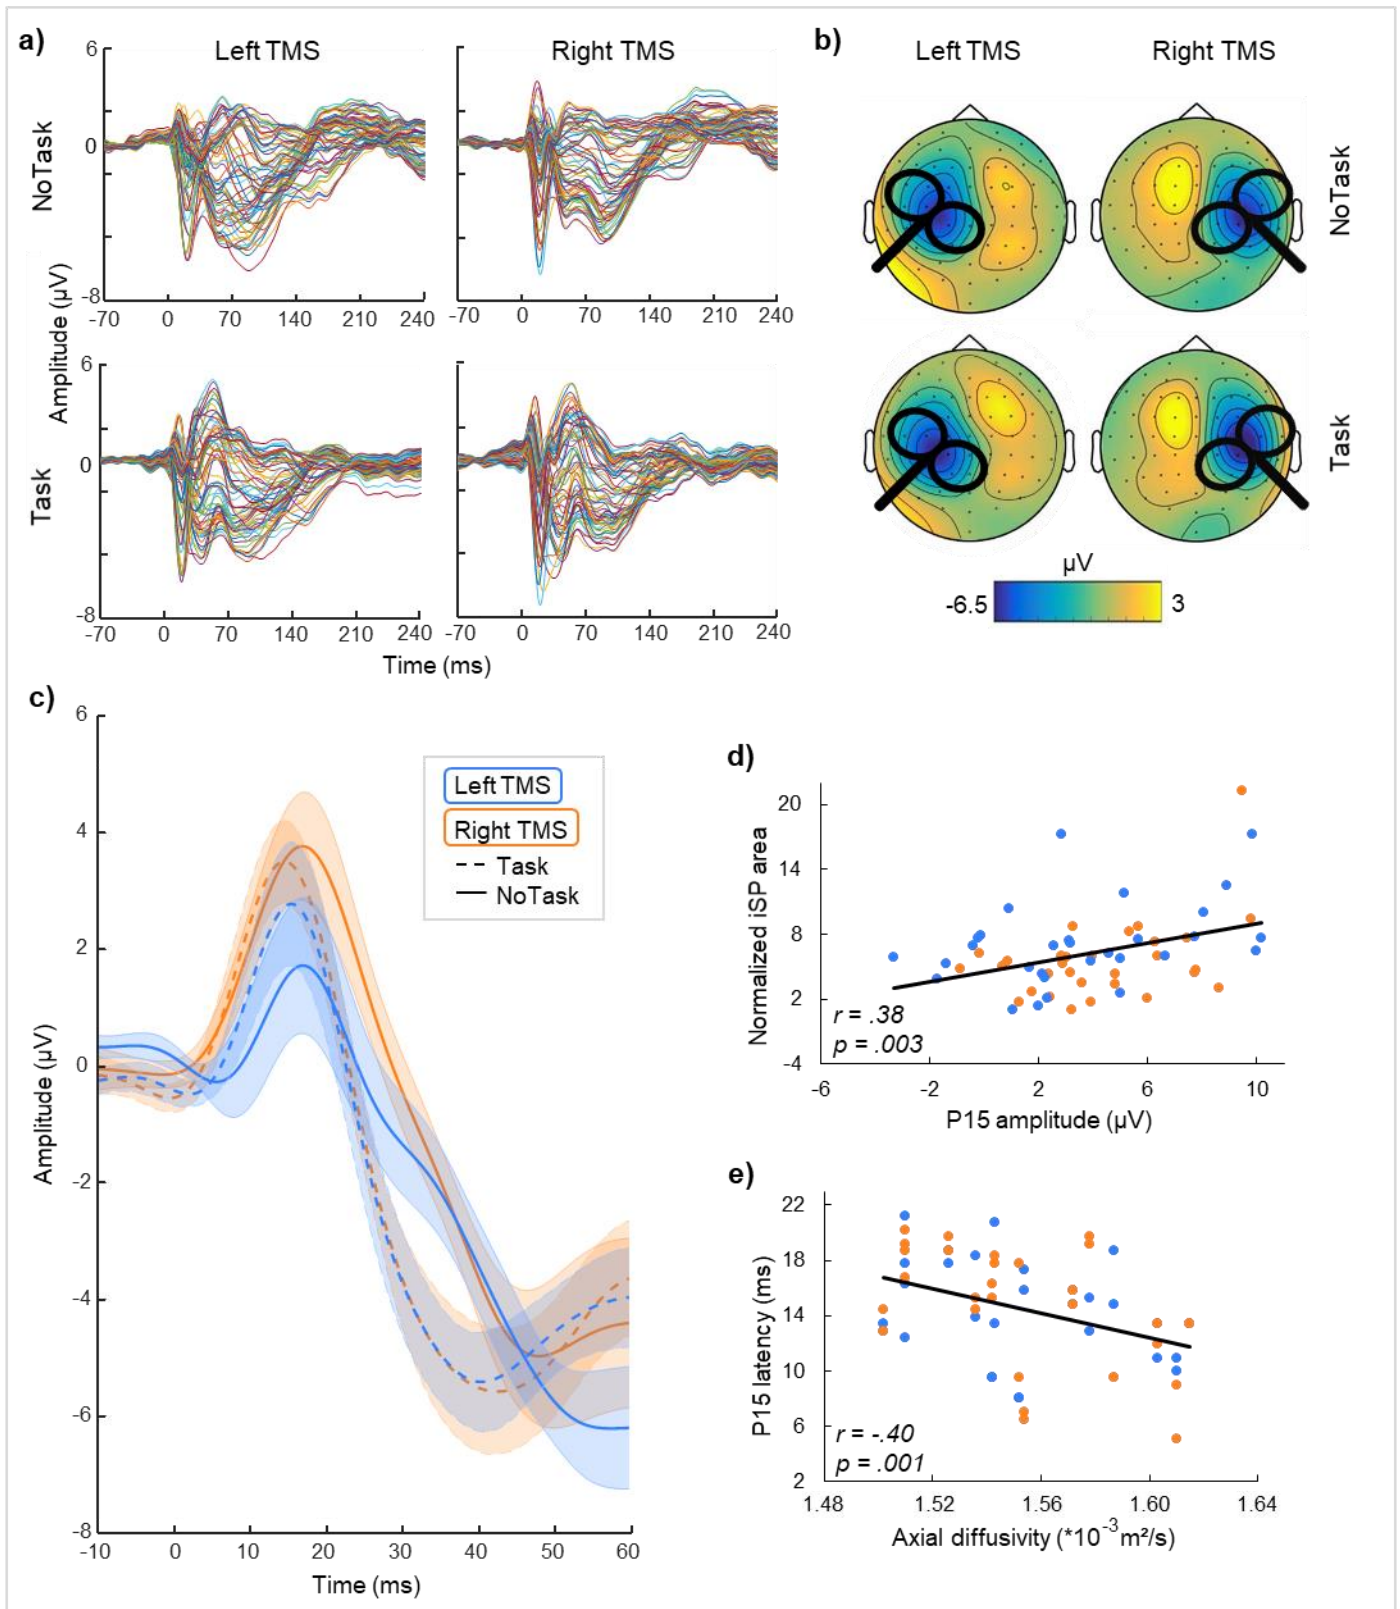 a)
Left TMS
Right TMS
b)
Left TMS
Right TMS
NoTask
Task
Amplitude (µV)
6
0
-8
-70 0 70 140 210 240
-70 0 70 140 210 240
6
0
-8
-70 0 70 140 210 240
-70 0 70 140 210 240
Time (ms)
NoTask
Task
µV
-6.5
3
c)
6
4
2
0
-2
-4
-6
-8
Amplitude (µV)
-10 0 10 20 30 40 50 60
Time (ms)
Left TMS
Right TMS
Task
NoTask
d)
Normalized iSP area
20
14
8
2
-4
r = .38
p = .003
-6 -2 2 6 10
P15 amplitude (µV)
e)
P15 latency (ms)
22
18
14
10
6
2
r = -.40
p = .001
1.48 1.52 1.56 1.60 1.64
Axial diffusivity (*10⁻³m²/s)